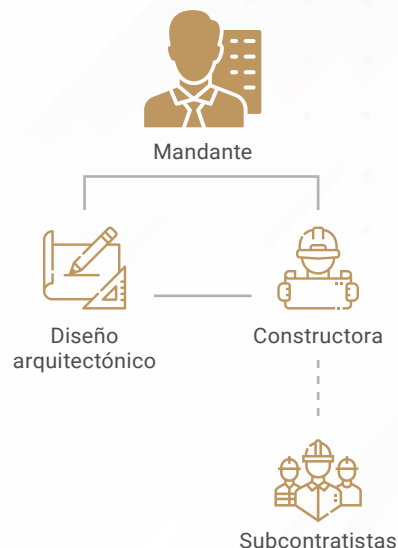 Mandante
Diseño
arquitectónico
Constructora
Subcontratistas